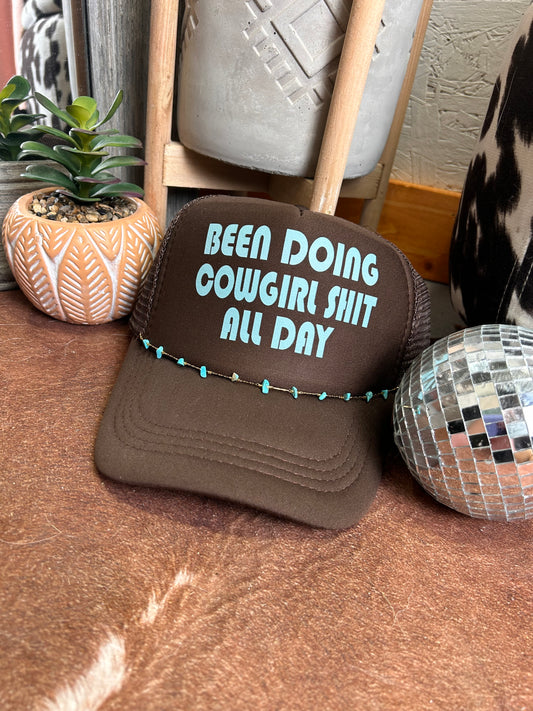 BEEN DOING
COWGIRL SHIT
ALL DAY